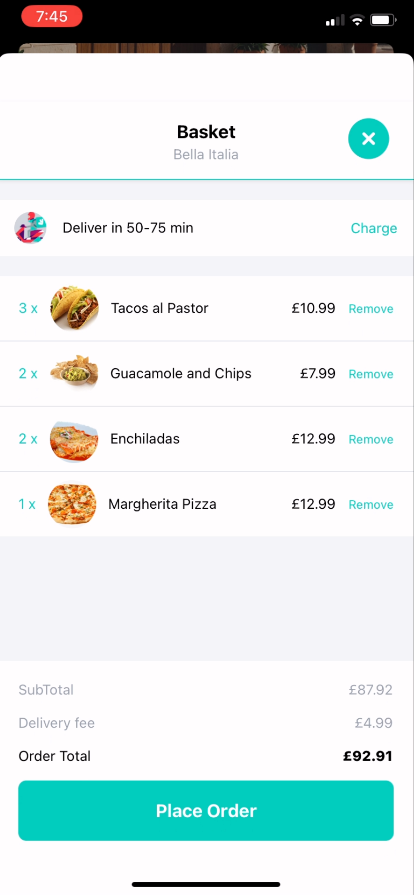 7:45
Basket
Bella Italia
Deliver in 50-75 min Charge
3 x Tacos al Pastor £10.99 Remove
2 x Guacamole and Chips £7.99 Remove
2 x Enchiladas £12.99 Remove
1 x Margherita Pizza £12.99 Remove
SubTotal £87.92
Delivery fee £4.99
Order Total £92.91
Place Order